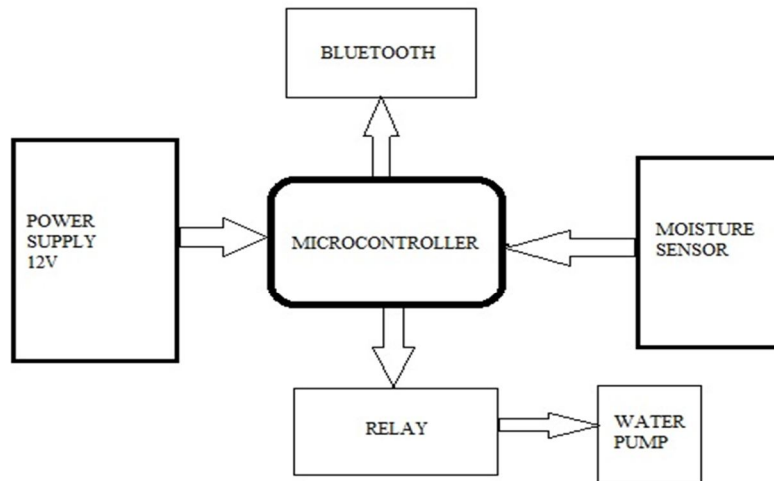 BLUETOOTH
POWER
SUPPLY
12V
MICROCONTROLLER
MOISTURE
SENSOR
RELAY
WATER
PUMP